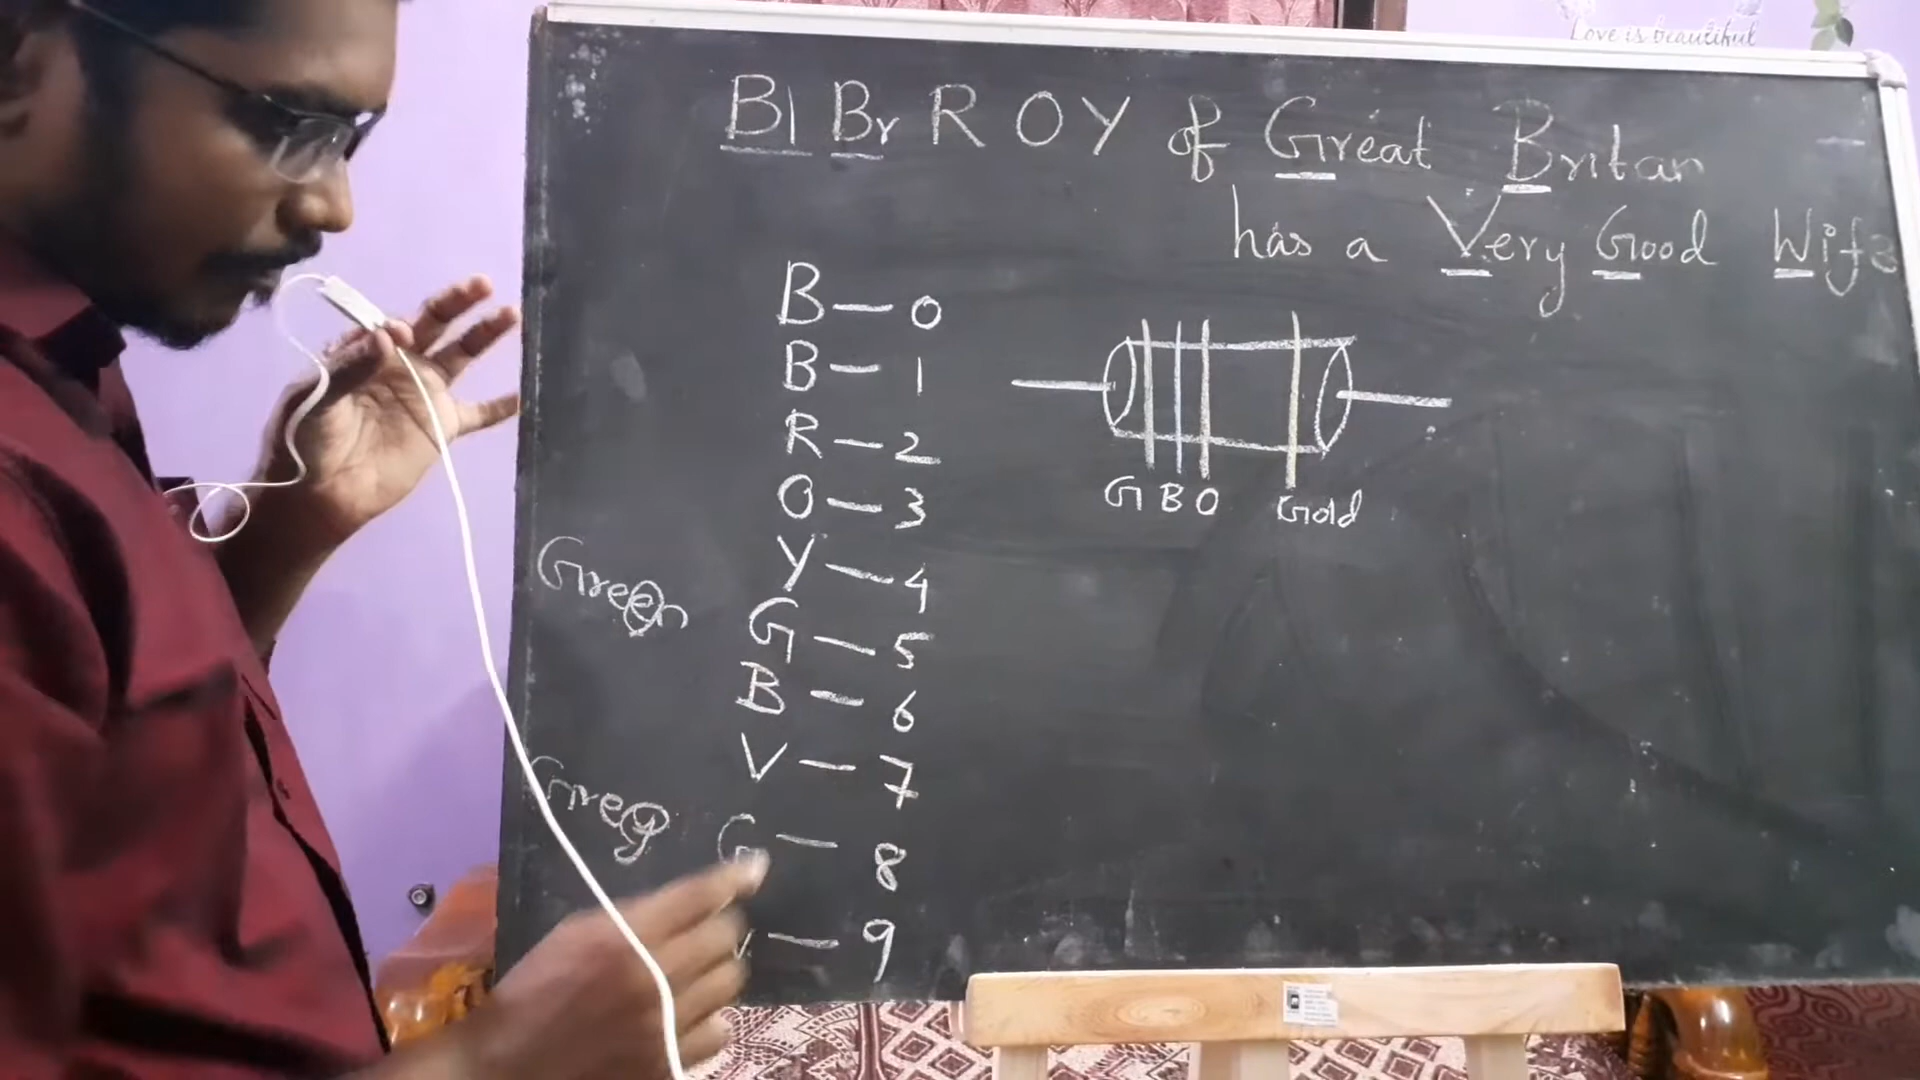 Love is beautiful
Bl Br R O Y of Great Britan
has a Very Good Wife
B — 0
B — 1
R — 2
O — 3
Y — 4
Green G — 5
B — 6
V — 7
Grey G — 8
— 9
G B O Gold